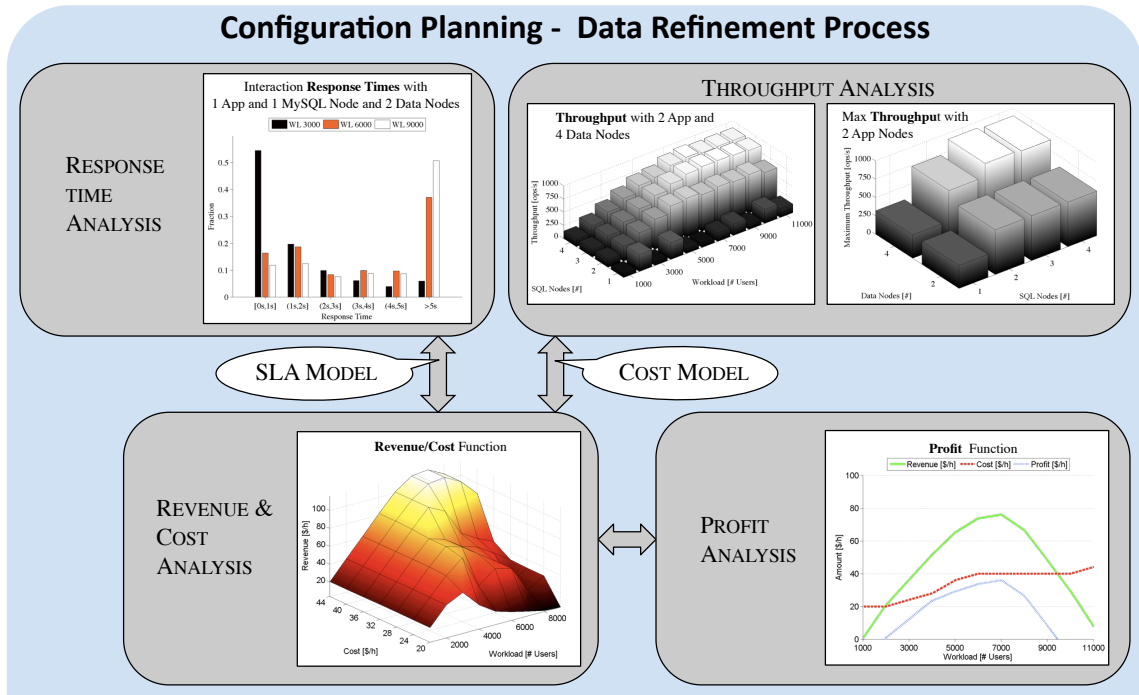 Configuration Planning - Data Refinement Process
RESPONSE
TIME
ANALYSIS
Interaction Response Times with
1 App and 1 MySQL Node and 2 Data Nodes
WL 3000 WL 6000 WL 9000
Fraction
0.5
0.4
0.3
0.2
0.1
0
[0s,1s] (1s,2s] (2s,3s] (3s,4s] (4s,5s] >5s
Response Time
THROUGHPUT ANALYSIS
Throughput with 2 App and
4 Data Nodes
Throughput [ops/s]
1000
750
500
250
0
4
3
2
1
SQL Nodes [#]
1000
3000
5000
7000
9000
11000
Workload [# Users]
Max Throughput with
2 App Nodes
Maximum Throughput [ops/s]
1000
750
500
250
0
4
2
Data Nodes [#]
1
2
3
4
SQL Nodes [#]
SLA MODEL
COST MODEL
REVENUE &
COST
ANALYSIS
Revenue/Cost Function
Revenue [$/h]
100
80
60
40
20
44
40
36
32
28
24
20
Cost [$/h]
2000
4000
6000
8000
Workload [# Users]
PROFIT
ANALYSIS
Profit Function
Revenue [$/h] Cost [$/h] Profit [$/h]
Amount [$/h]
100
80
60
40
20
0
1000 3000 5000 7000 9000 11000
Workload [# Users]